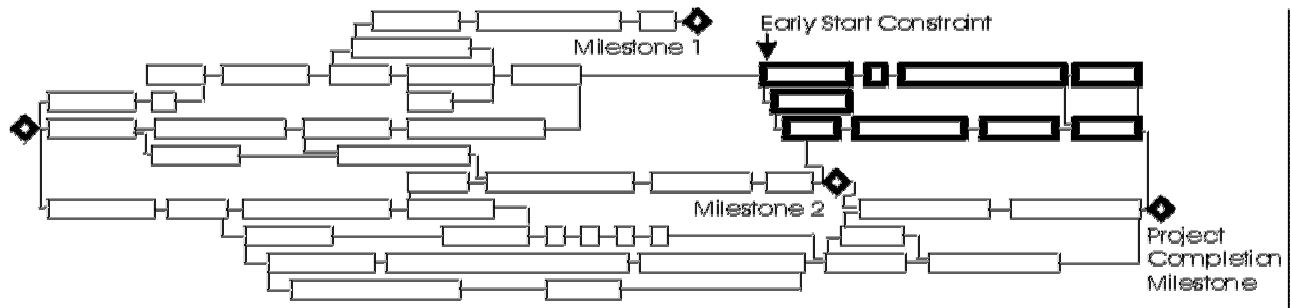 Early Start Constraint
Milestone 1
Milestone 2
Project
Completion
Milestone